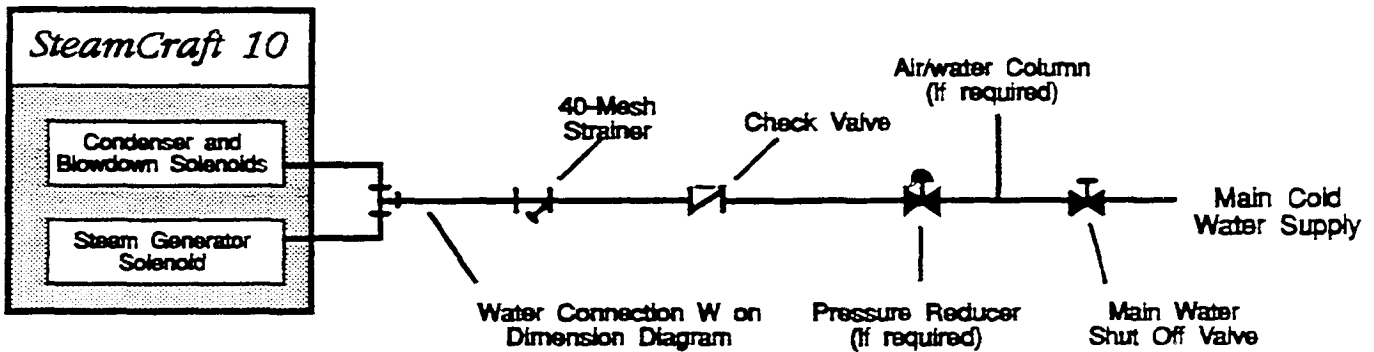 SteamCraft 10
Condenser and
Blowdown Solenoids
Steam Generator
Solenoid
40-Mesh
Strainer
Check Valve
Air/water Column
(If required)
Main Cold
Water Supply
Water Connection W on
Dimension Diagram
Pressure Reducer
(If required)
Main Water
Shut Off Valve